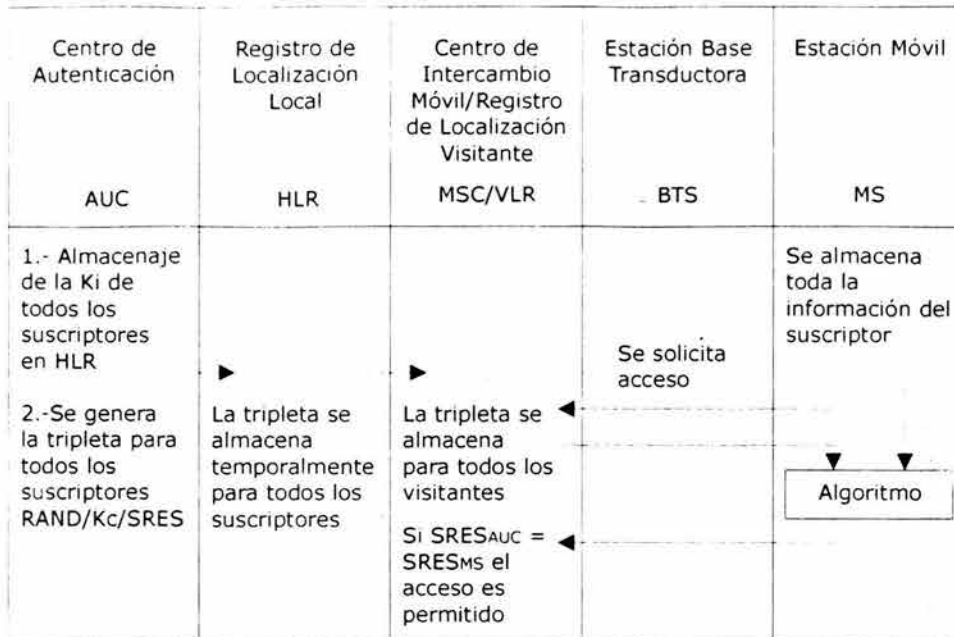 Centro de
Autenticación
AUC
Registro de
Localización
Local
HLR
Centro de
Intercambio
Móvil/Registro
de Localización
Visitante
MSC/VLR
Estación Base
Transductora
BTS
Estación Móvil
MS
1.- Almacenaje
de la Ki de
todos los
suscriptores
en HLR
2.-Se genera
la tripleta para
todos los
suscriptores
RAND/Kc/SRES
La tripleta se
almacena
temporalmente
para todos los
suscriptores
La tripleta se
almacena
para todos los
visitantes
Si SRESAUC =
SRESMS el
acceso es
permitido
Se solicita
acceso
Se almacena
toda la
información del
suscriptor
Algoritmo